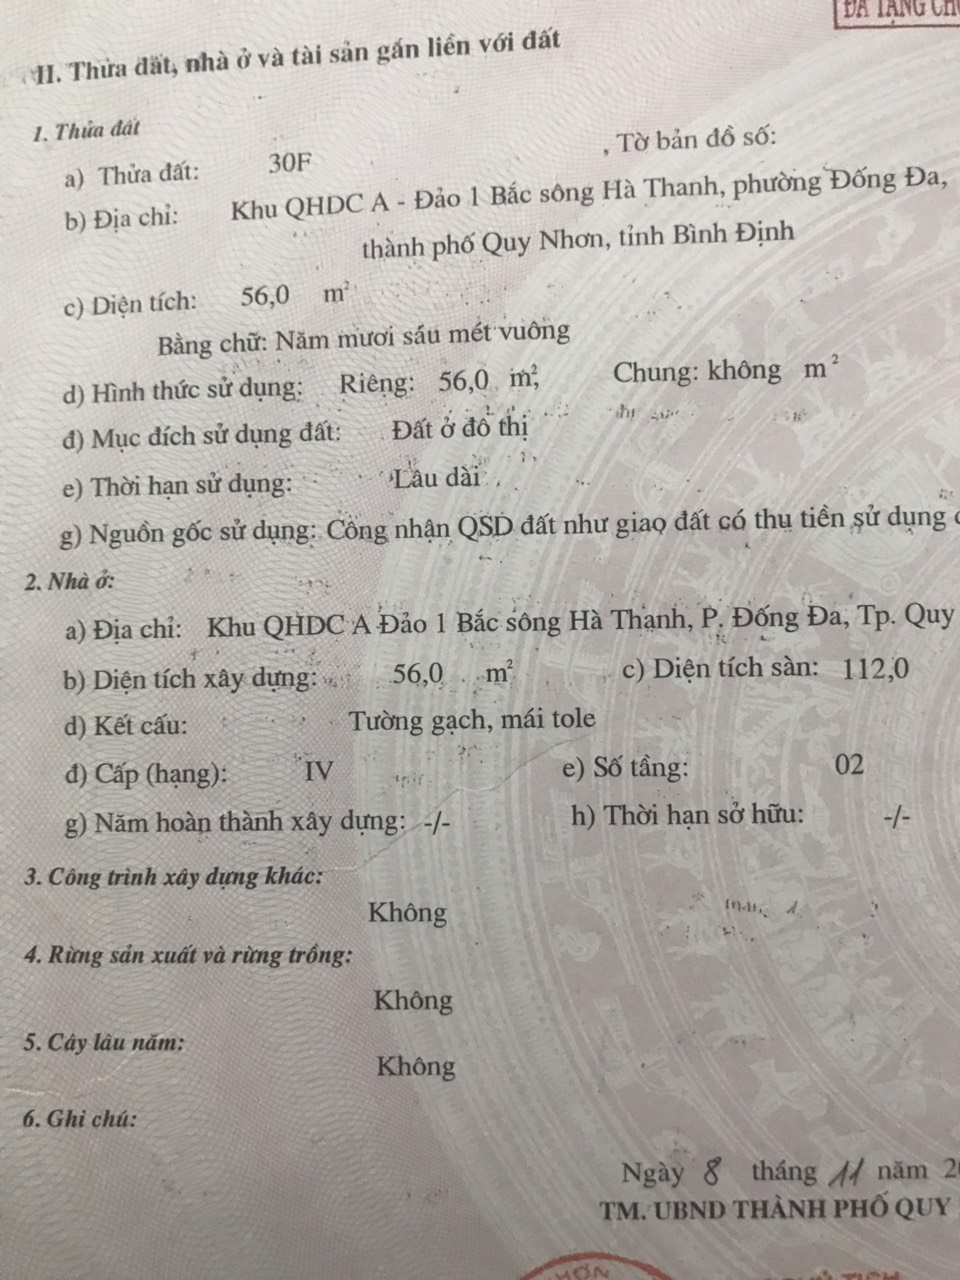 ĐÃ TẶNG CH
II. Thửa đất, nhà ở và tài sản gắn liền với đất
1. Thửa đất
a) Thửa đất: 30F , Tờ bản đồ số:
b) Địa chỉ: Khu QHDC A - Đảo 1 Bắc sông Hà Thanh, phường Đống Đa,
thành phố Quy Nhơn, tỉnh Bình Định
c) Diện tích: 56,0 m²
Bằng chữ: Năm mươi sáu mét vuông
d) Hình thức sử dụng: Riêng: 56,0 m², Chung: không m²
đ) Mục đích sử dụng đất: Đất ở đô thị
e) Thời hạn sử dụng: Lâu dài
g) Nguồn gốc sử dụng: Công nhận QSD đất như giao đất có thu tiền sử dụng
2. Nhà ở:
a) Địa chỉ: Khu QHDC A Đảo 1 Bắc sông Hà Thanh, P. Đống Đa, Tp. Quy
b) Diện tích xây dựng: 56,0 m² c) Diện tích sàn: 112,0
d) Kết cấu: Tường gạch, mái tole
đ) Cấp (hạng): IV e) Số tầng: 02
g) Năm hoàn thành xây dựng: -/- h) Thời hạn sở hữu: -/-
3. Công trình xây dựng khác:
Không
4. Rừng sản xuất và rừng trồng:
Không
5. Cây lâu năm:
Không
6. Ghi chú:
Ngày 8 tháng 11 năm 2
TM. UBND THÀNH PHỐ QUY
HƠN